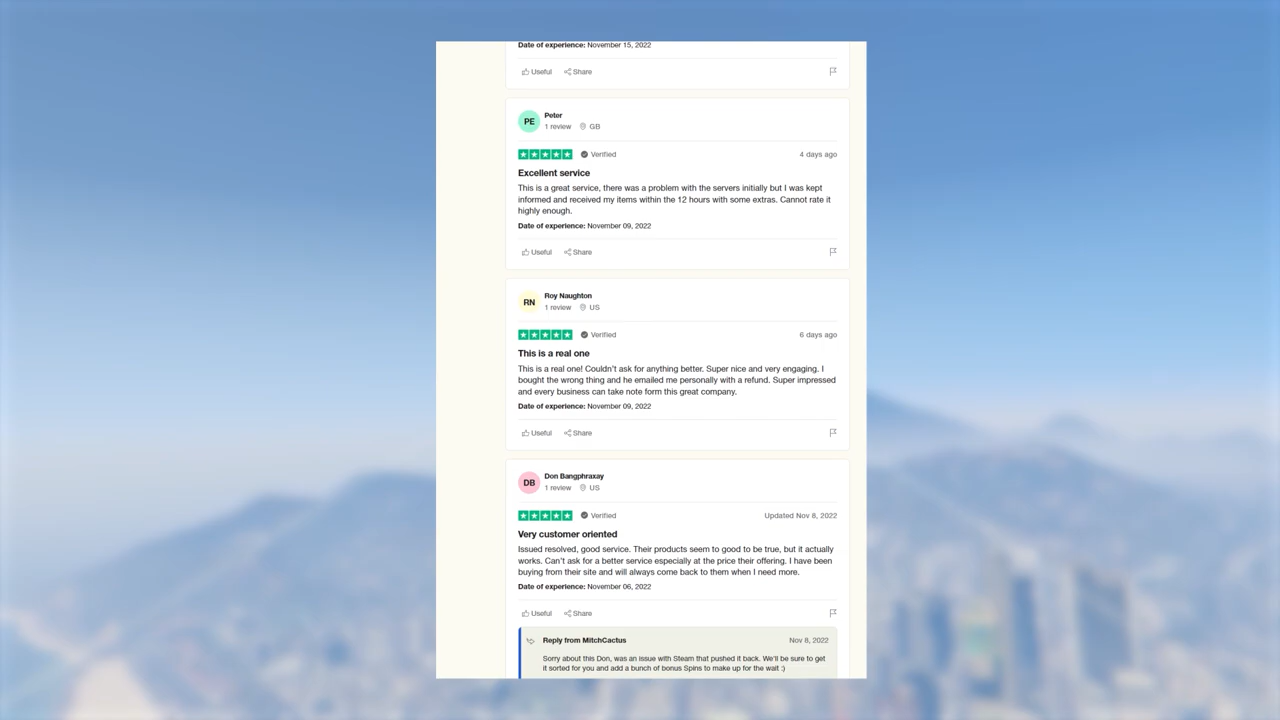 Date of experience: November 15, 2022
Useful Share
PE Peter
1 review GB
Verified 4 days ago
Excellent service
This is a great service, there was a problem with the servers initially but I was kept
informed and received my items within the 12 hours with some extras. Cannot rate it
highly enough.
Date of experience: November 09, 2022
Useful Share
RN Roy Naughton
1 review US
Verified 6 days ago
This is a real one
This is a real one! Couldn't ask for anything better. Super nice and very engaging. I
bought the wrong thing and he emailed me personally with a refund. Super impressed
and every business can take note form this great company.
Date of experience: November 09, 2022
Useful Share
DB Don Bangphraxay
1 review US
Verified Updated Nov 8, 2022
Very customer oriented
Issued resolved, good service. Their products seem to good to be true, but it actually
works. Can't ask for a better service especially at the price their offering. I have been
buying from their site and will always come back to them when I need more.
Date of experience: November 06, 2022
Useful Share
Reply from MitchCactus Nov 8, 2022
Sorry about this Don, was an issue with Steam that pushed it back. We'll be sure to get
it sorted for you and add a bunch of bonus Spins to make up for the wait :)